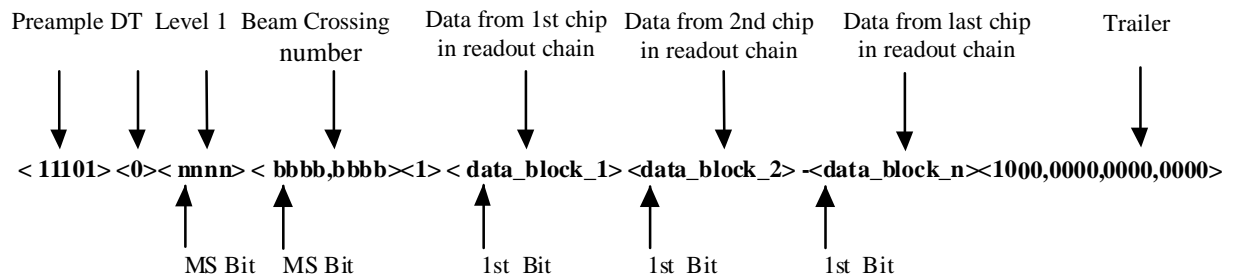 Preample DT Level 1 Beam Crossing number Data from 1st chip in readout chain Data from 2nd chip in readout chain Data from last chip in readout chain Trailer
< 11101> <0>< nnnn> < bbbb,bbbb><1> < data_block_1> <data_block_2> -<data_block_n><1000,0000,0000,0000>
MS Bit MS Bit 1st Bit 1st Bit 1st Bit